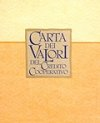 CARTA DEI
VALORI
DEL CREDITO
COOPERATIVO